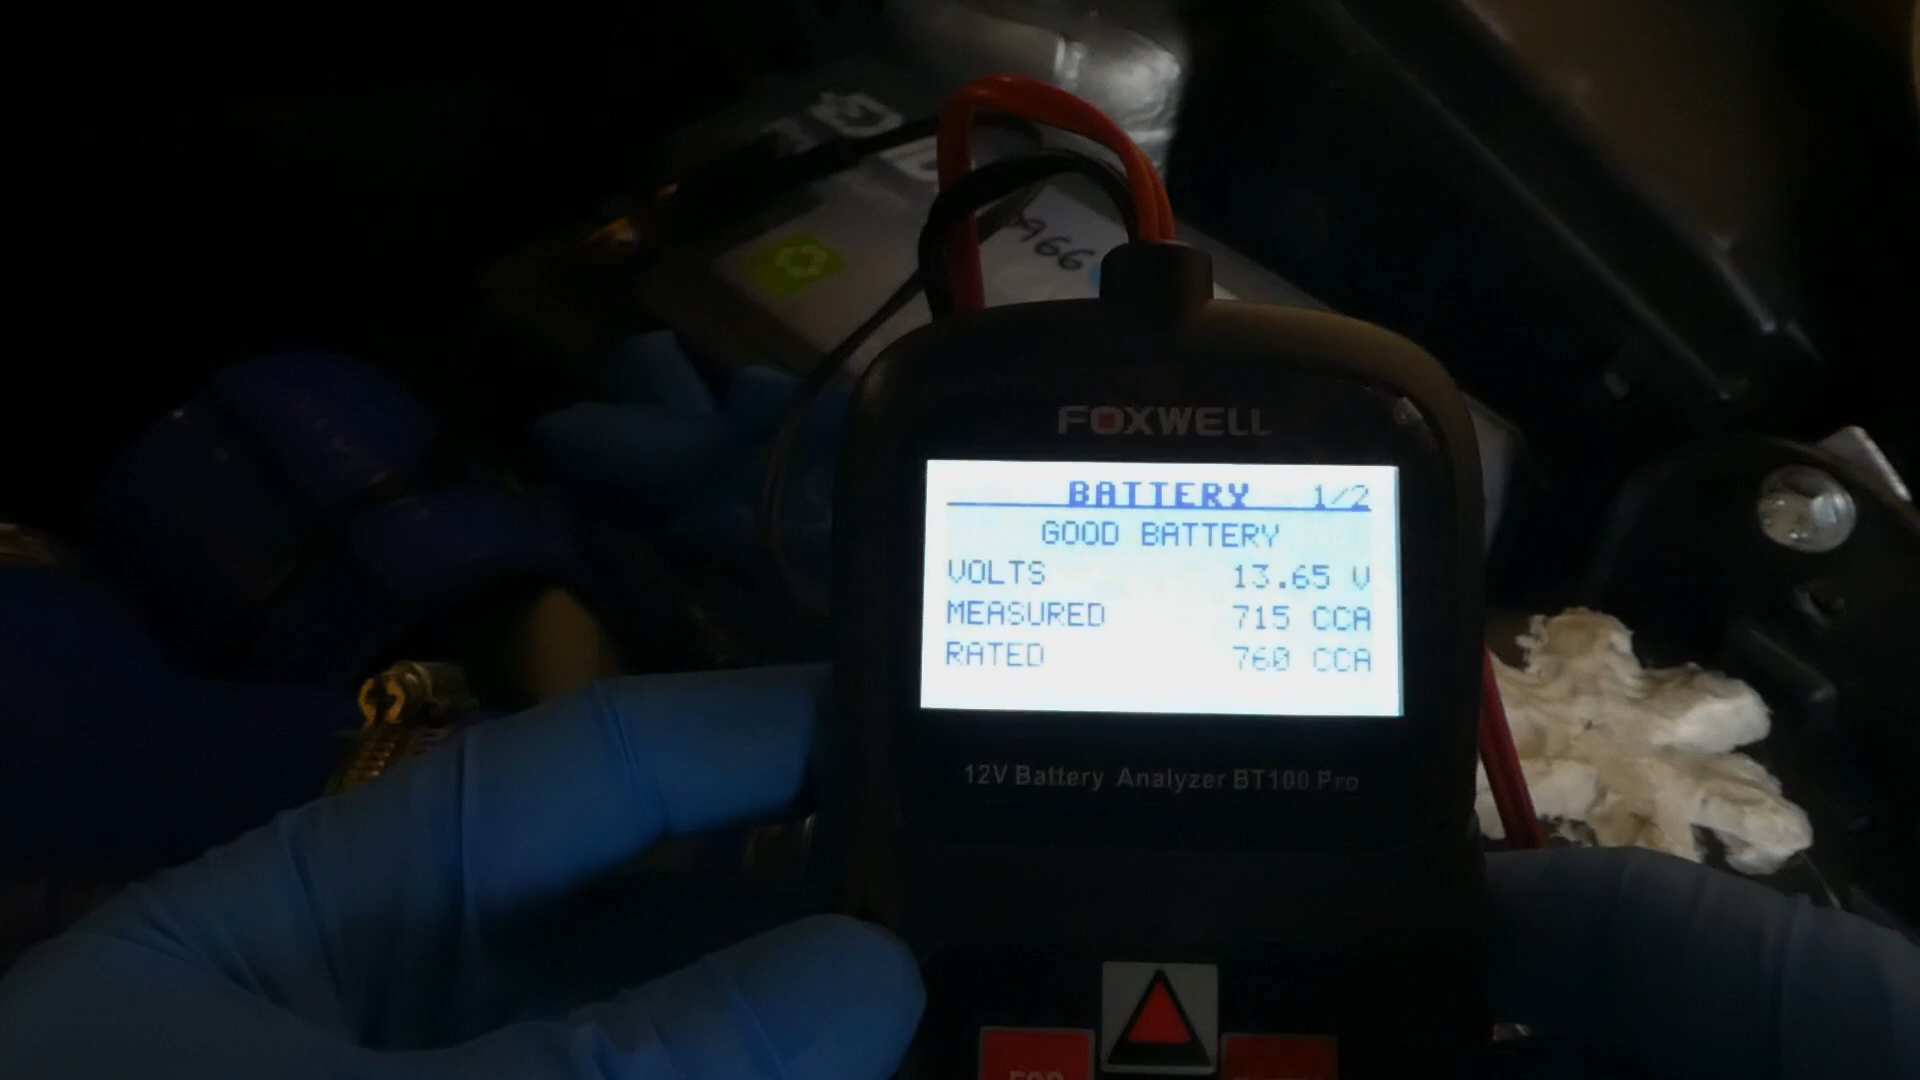 966
FOXWELL
BATTERY 1/2
GOOD BATTERY
VOLTS 13.65 V
MEASURED 715 CCA
RATED 760 CCA
12V Battery Analyzer BT100 Pro